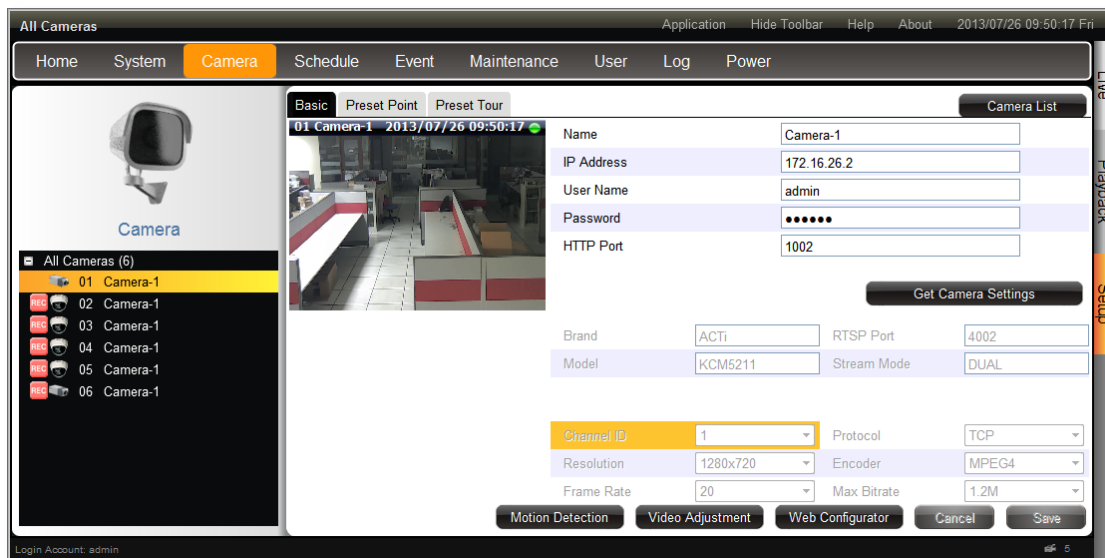 All Cameras Application Hide Toolbar Help About 2013/07/26 09:50:17 Fri
Home System Camera Schedule Event Maintenance User Log Power
Live
Playback
Setup
Camera
All Cameras (6)
01 Camera-1
REC 02 Camera-1
REC 03 Camera-1
REC 04 Camera-1
REC 05 Camera-1
REC 06 Camera-1
Basic Preset Point Preset Tour Camera List
01 Camera-1 2013/07/26 09:50:17
Name Camera-1
IP Address 172.16.26.2
User Name admin
Password ●●●●●●
HTTP Port 1002
Get Camera Settings
Brand ACTi RTSP Port 4002
Model KCM5211 Stream Mode DUAL
Channel ID 1 Protocol TCP
Resolution 1280x720 Encoder MPEG4
Frame Rate 20 Max Bitrate 1.2M
Motion Detection Video Adjustment Web Configurator Cancel Save
Login Account: admin 5